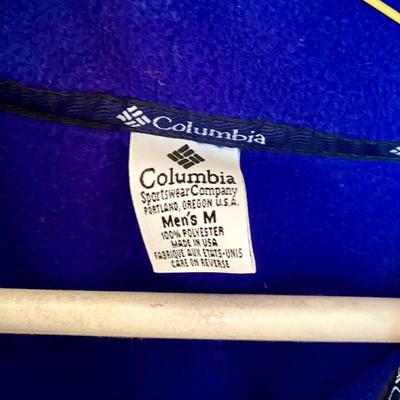 Columbia
Columbia
Sportswear Company
PORTLAND, OREGON U.S.A.
Men's M
100% POLYESTER
MADE IN USA
FABRIQUE AUX ETATS-UNIS
CARE ON REVERSE